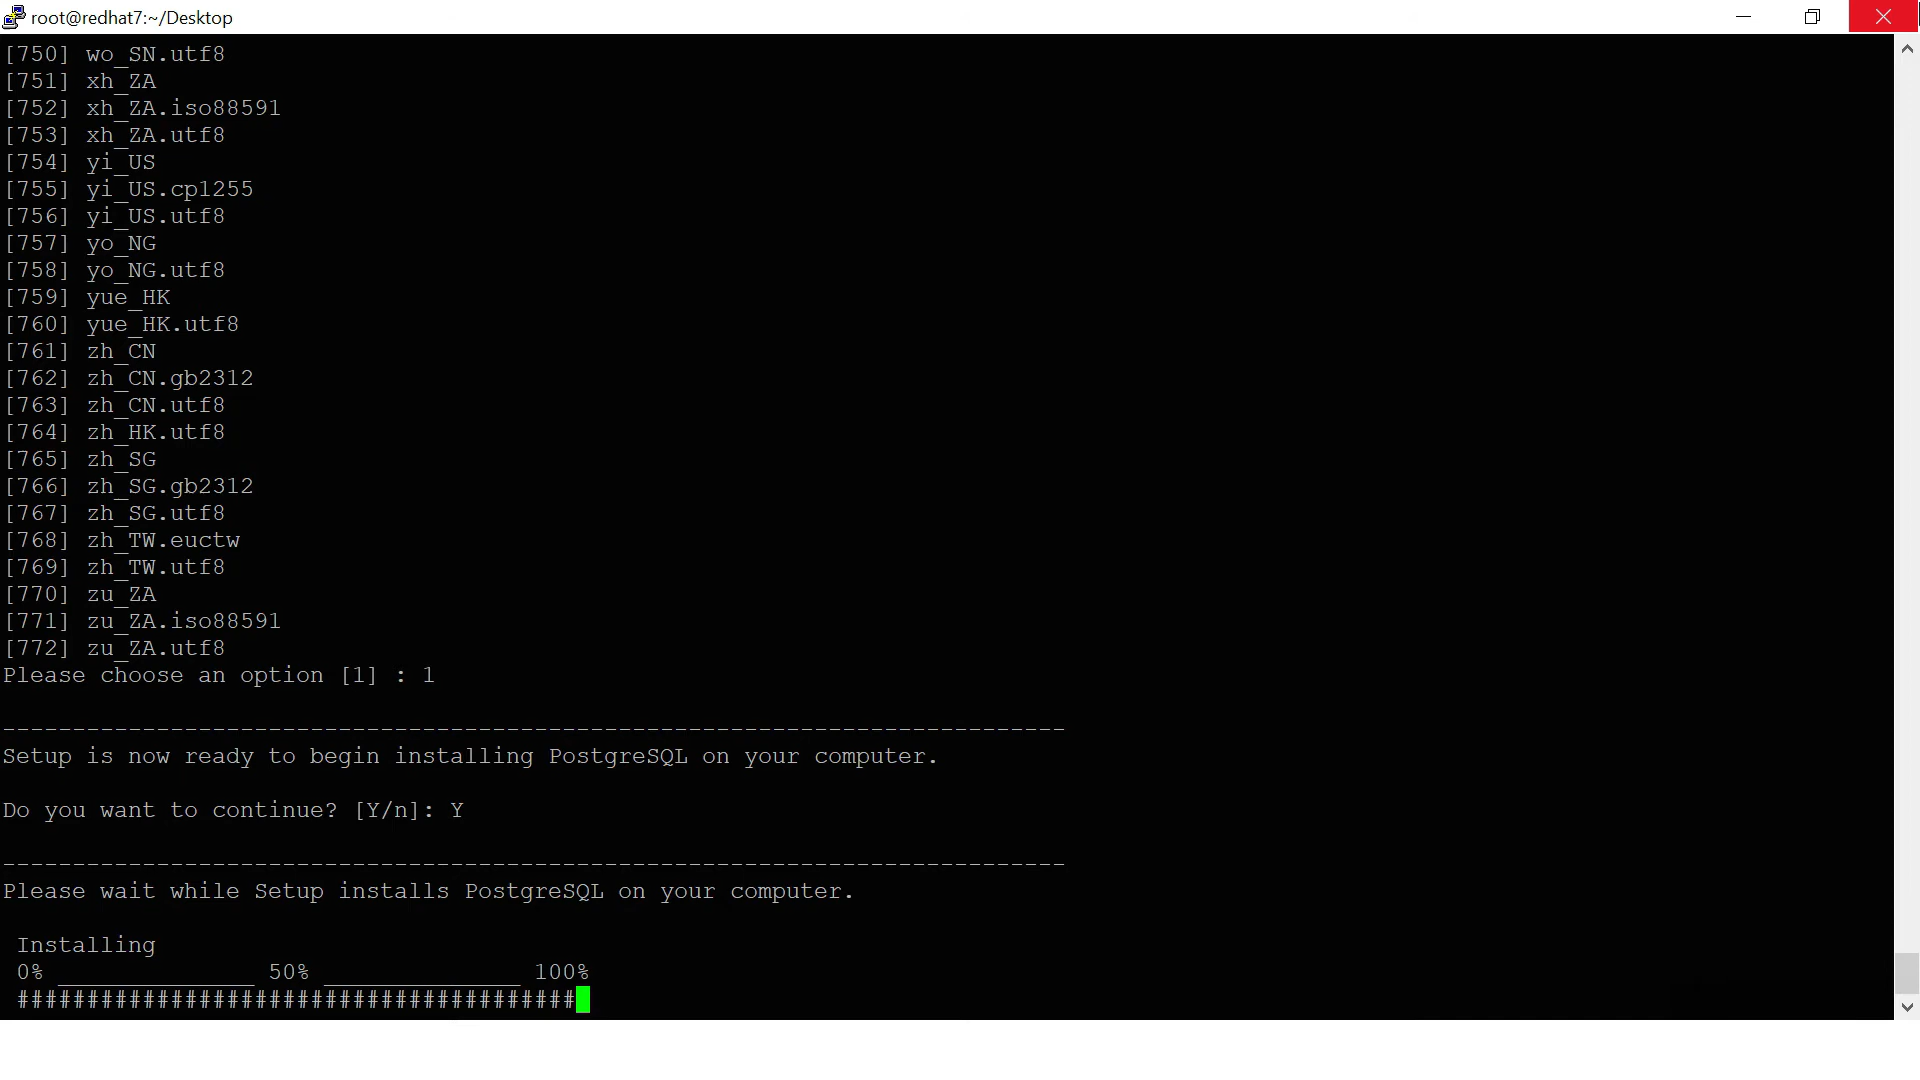 root@redhat7:~/Desktop
[750] wo_SN.utf8
[751] xh_ZA
[752] xh_ZA.iso88591
[753] xh_ZA.utf8
[754] yi_US
[755] yi_US.cp1255
[756] yi_US.utf8
[757] yo_NG
[758] yo_NG.utf8
[759] yue_HK
[760] yue_HK.utf8
[761] zh_CN
[762] zh_CN.gb2312
[763] zh_CN.utf8
[764] zh_HK.utf8
[765] zh_SG
[766] zh_SG.gb2312
[767] zh_SG.utf8
[768] zh_TW.euctw
[769] zh_TW.utf8
[770] zu_ZA
[771] zu_ZA.iso88591
[772] zu_ZA.utf8
Please choose an option [1] : 1
----------------------------------------------------------------------------
Setup is now ready to begin installing PostgreSQL on your computer.
Do you want to continue? [Y/n]: Y
----------------------------------------------------------------------------
Please wait while Setup installs PostgreSQL on your computer.
Installing
0% ______________ 50% ______________ 100%
########################################